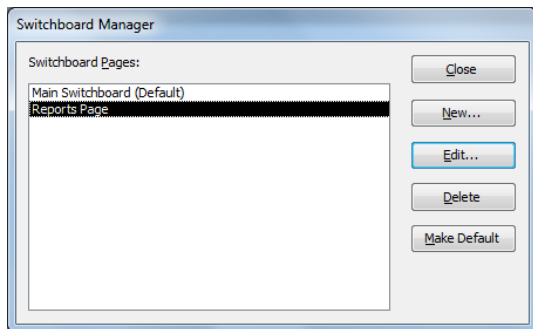 Switchboard Manager
Switchboard Pages:
Main Switchboard (Default)
Reports Page
Close
New...
Edit...
Delete
Make Default